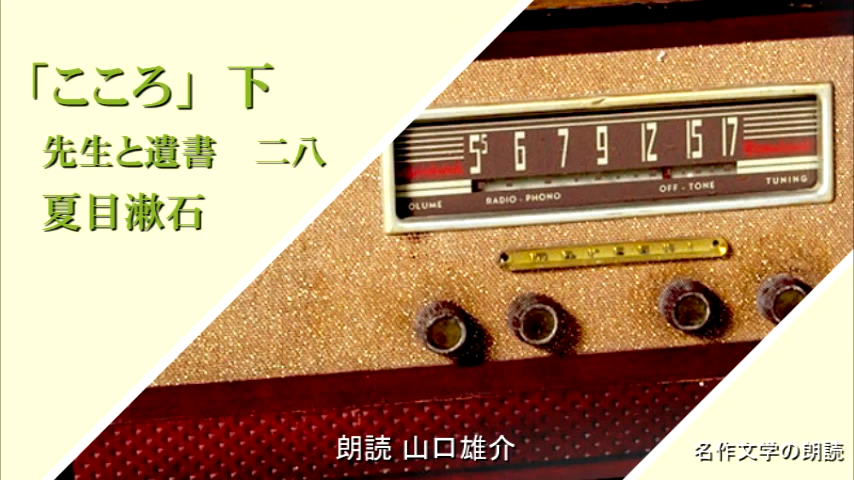 「こころ」 下
先生と遺書 二八
夏目漱石
55 6 7 9 12 15 17
OLUME RADIO - PHONO OFF - TONE TUNING
朗読 山口雄介
名作文学の朗読